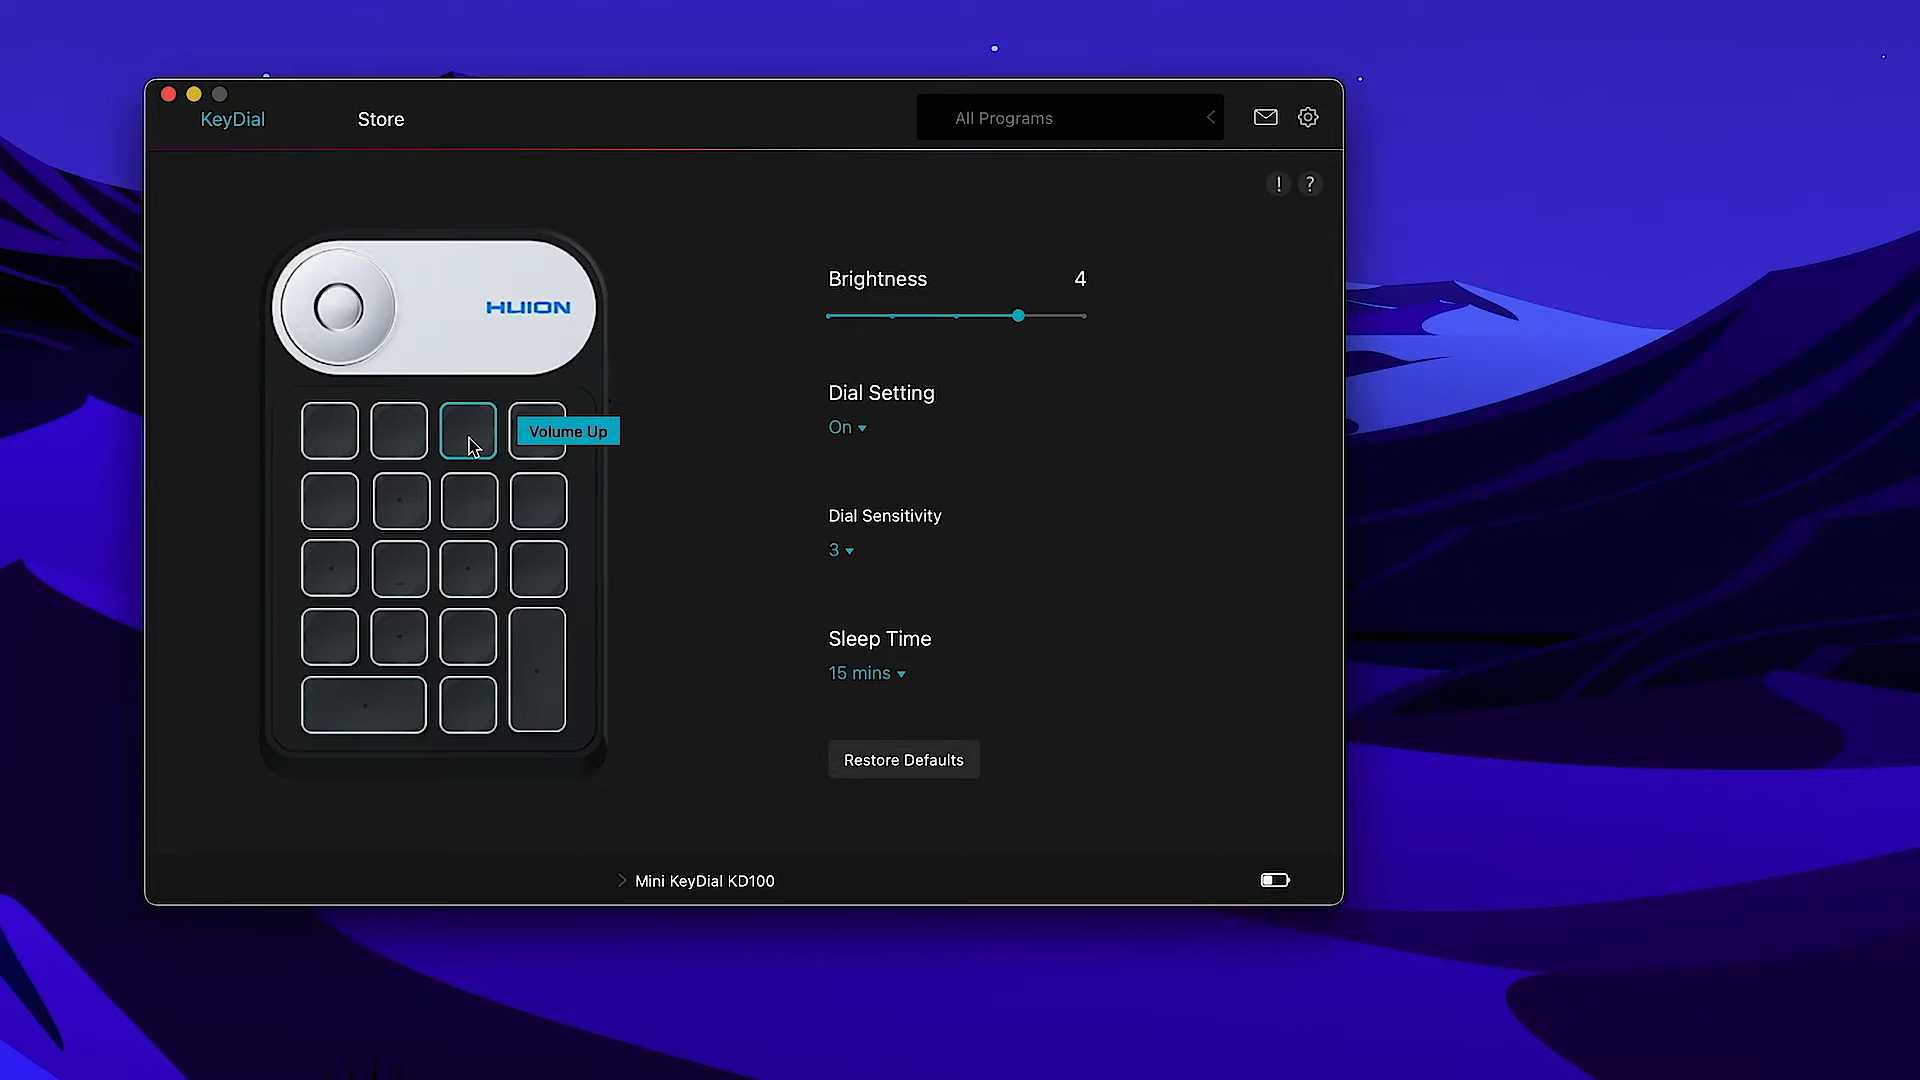 KeyDial
Store
All Programs
!
?
HUION
Volume Up
Brightness
4
Dial Setting
On
Dial Sensitivity
3
Sleep Time
15 mins
Restore Defaults
Mini KeyDial KD100